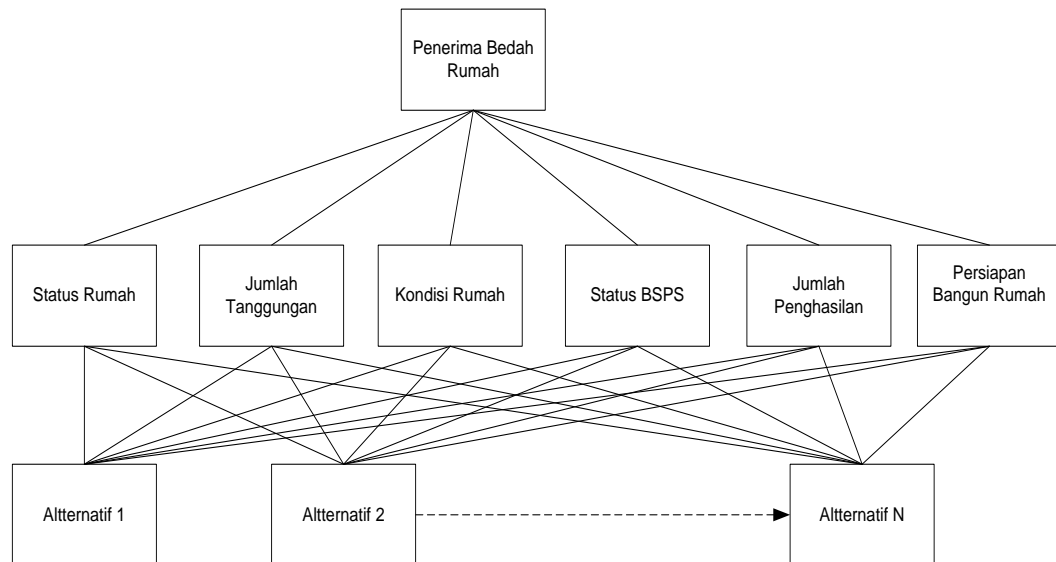 Penerima Bedah
Rumah
Status Rumah
Jumlah
Tanggungan
Kondisi Rumah
Status BSPS
Jumlah
Penghasilan
Persiapan
Bangun Rumah
Altternatif 1
Altternatif 2
Altternatif N